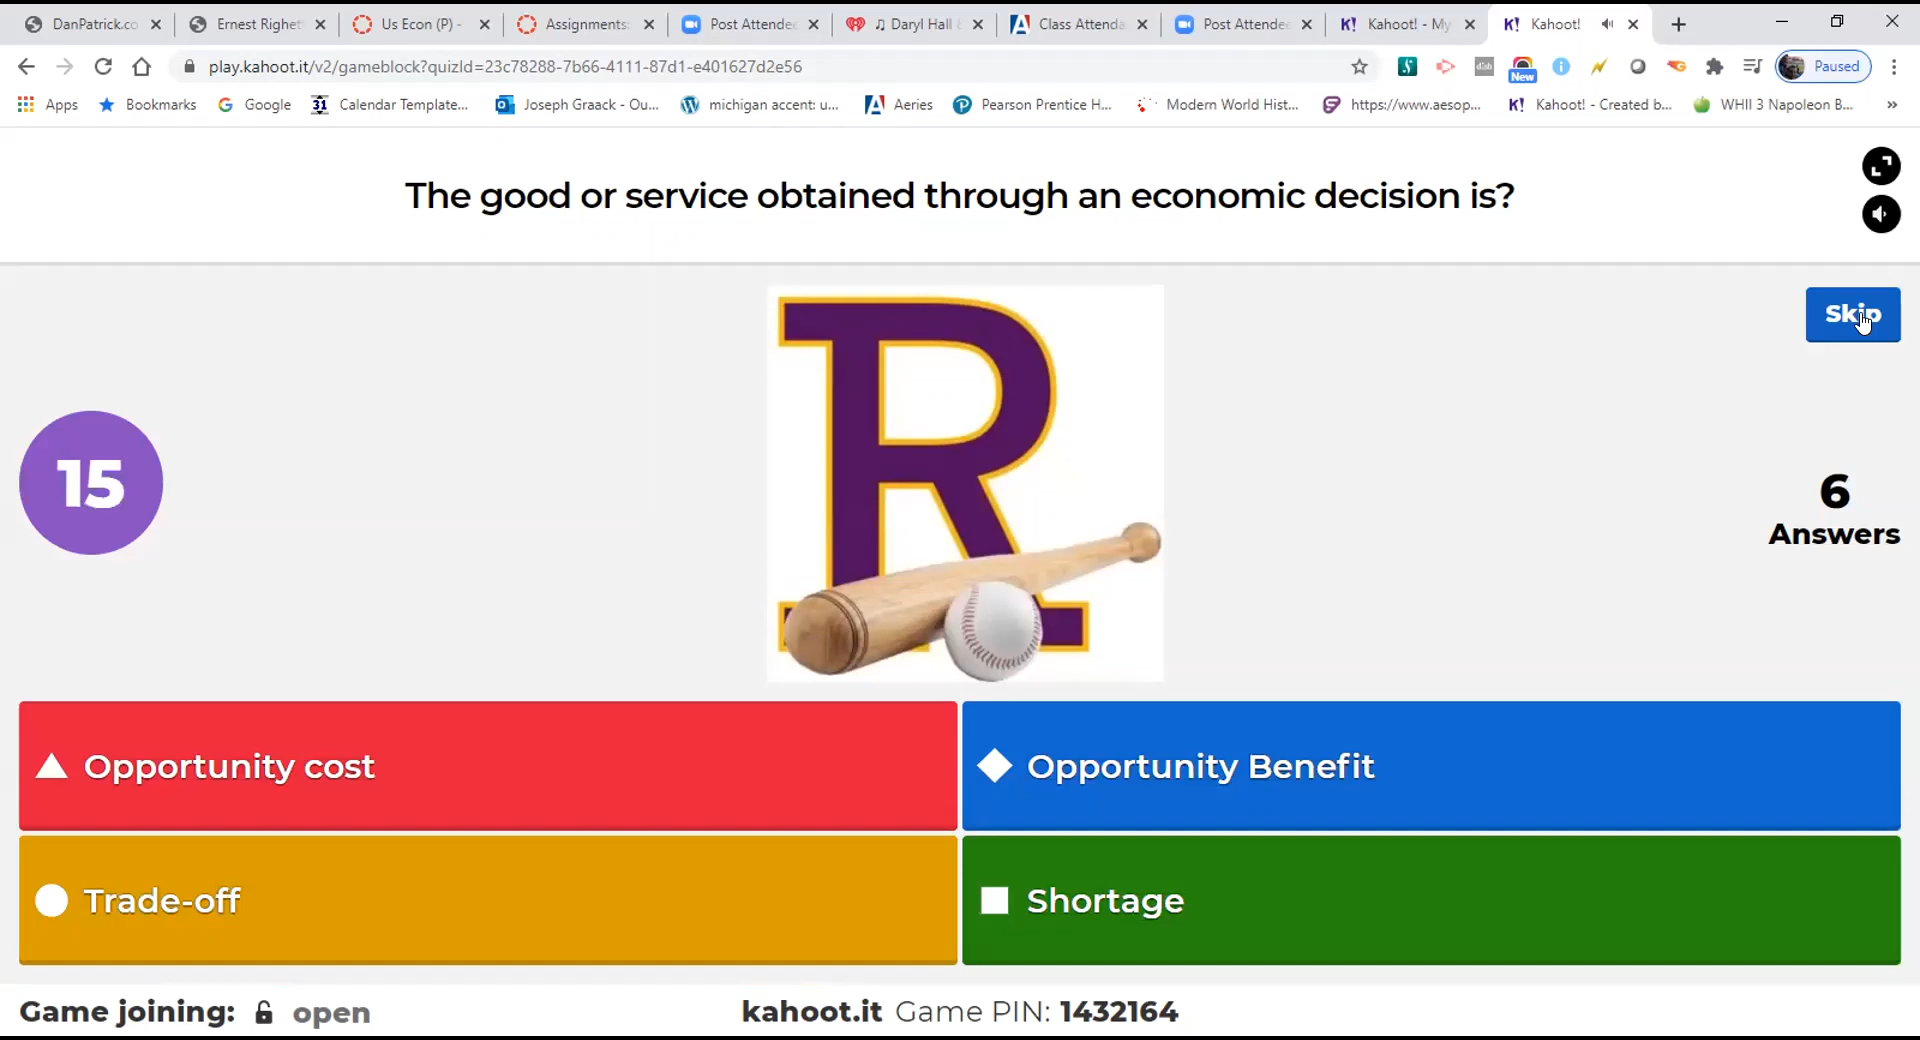 DanPatrick.co
Ernest Righet
Us Econ (P) -
Assignments:
Post Attendee
♫ Daryl Hall &
Class Attenda
Post Attendee
K! Kahoot! - My
K! Kahoot!
play.kahoot.it/v2/gameblock?quizId=23c78288-7b66-4111-87d1-e401627d2e56
dish
New
Paused
Apps
Bookmarks
G Google
31 Calendar Template...
Joseph Graack - Ou...
michigan accent: u...
Aeries
Pearson Prentice H...
Modern World Hist...
https://www.aesop...
K! Kahoot! - Created b...
WHII 3 Napoleon B...
»
The good or service obtained through an economic decision is?
Skip
R
15
6
Answers
Opportunity cost
Opportunity Benefit
Trade-off
Shortage
Game joining: open
kahoot.it Game PIN: 1432164